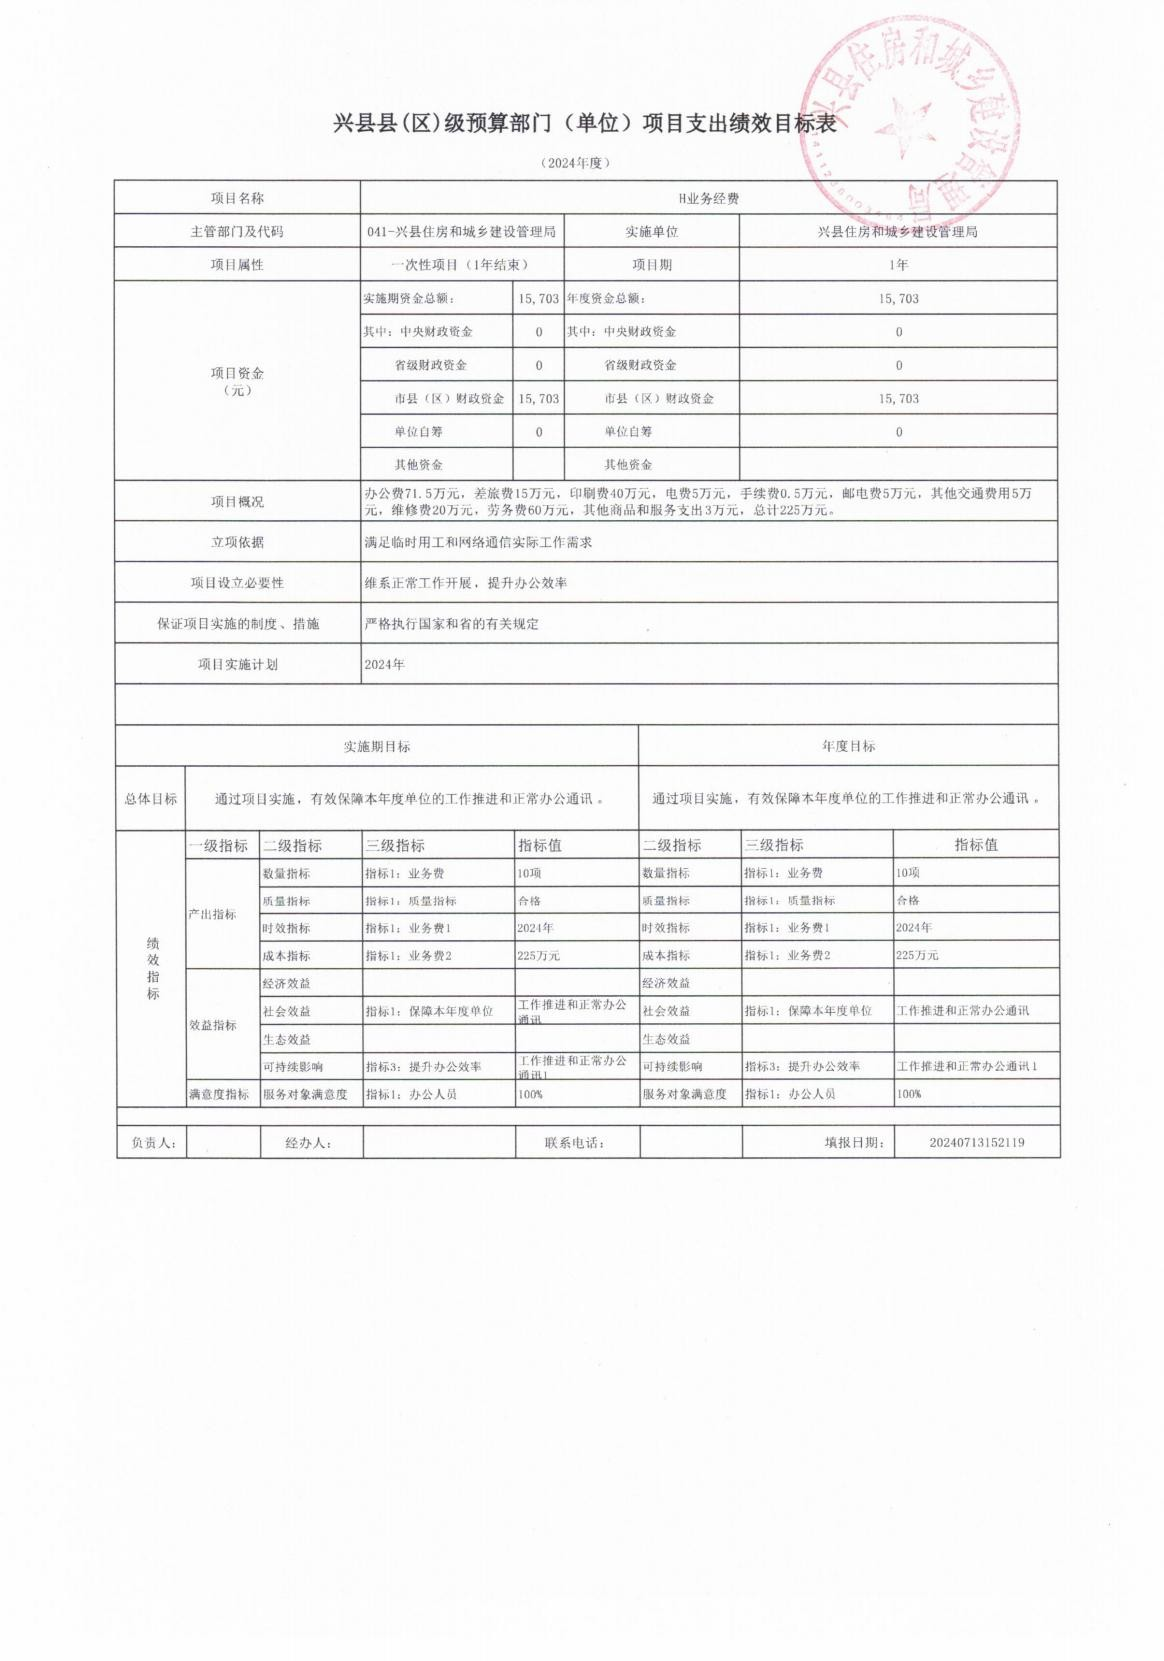 兴县住房和城乡建设管理局
兴县县(区)级预算部门（单位）项目支出绩效目标表
（2024年度）
项目名称 H业务经费
主管部门及代码 041-兴县住房和城乡建设管理局 实施单位 兴县住房和城乡建设管理局
项目属性 一次性项目（1年结束） 项目期 1年
项目资金
（元）
实施期资金总额： 15,703 年度资金总额： 15,703
其中：中央财政资金 0 其中：中央财政资金 0
省级财政资金 0 省级财政资金 0
市县（区）财政资金 15,703 市县（区）财政资金 15,703
单位自筹 0 单位自筹 0
其他资金 其他资金
项目概况 办公费71.5万元，差旅费15万元，印刷费40万元，电费5万元，手续费0.5万元，邮电费5万元，其他交通费用5万
元，维修费20万元，劳务费60万元，其他商品和服务支出3万元，总计225万元。
立项依据 满足临时用工和网络通信实际工作需求
项目设立必要性 维系正常工作开展，提升办公效率
保证项目实施的制度、措施 严格执行国家和省的有关规定
项目实施计划 2024年
实施期目标 年度目标
总体目标 通过项目实施，有效保障本年度单位的工作推进和正常办公通讯 。 通过项目实施，有效保障本年度单位的工作推进和正常办公通讯 。
绩效指标
一级指标 二级指标 三级指标 指标值 二级指标 三级指标 指标值
产出指标
数量指标 指标1：业务费 10项 数量指标 指标1：业务费 10项
质量指标 指标1：质量指标 合格 质量指标 指标1：质量指标 合格
时效指标 指标1：业务费1 2024年 时效指标 指标1：业务费1 2024年
成本指标 指标1：业务费2 225万元 成本指标 指标1：业务费2 225万元
效益指标
经济效益 经济效益
社会效益 指标1：保障本年度单位 工作推进和正常办公
通讯 社会效益 指标1：保障本年度单位 工作推进和正常办公通讯
生态效益 生态效益
可持续影响 指标3：提升办公效率 工作推进和正常办公
通讯1 可持续影响 指标3：提升办公效率 工作推进和正常办公通讯1
满意度指标 服务对象满意度 指标1：办公人员 100% 服务对象满意度 指标1：办公人员 100%
负责人： 经办人： 联系电话： 填报日期： 20240713152119